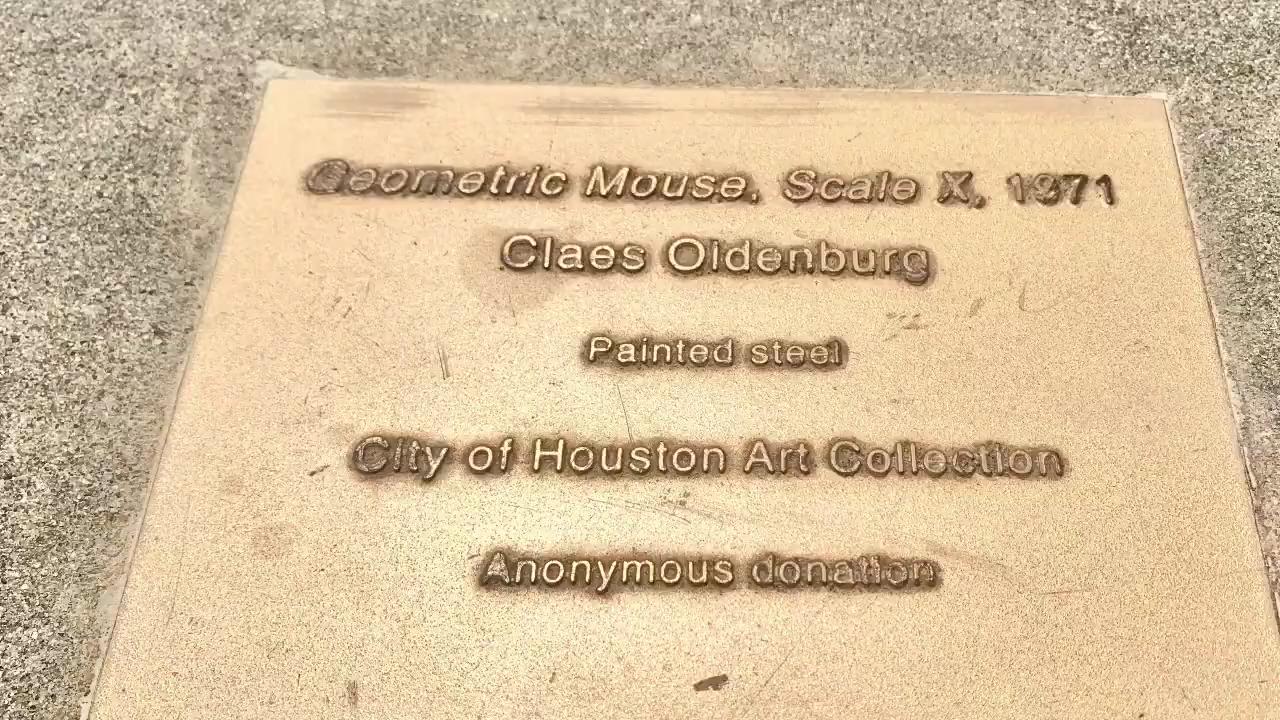 Geometric Mouse, Scale X, 1971
Claes Oldenburg
Painted steel
City of Houston Art Collection
Anonymous donation